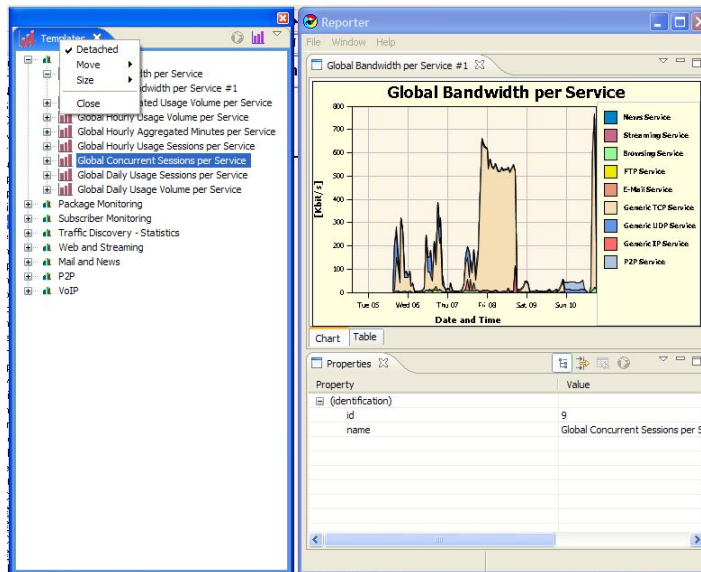 Templates
Detached
Move
Size
Close
th per Service
dwidth per Service #1
ated Usage Volume per Service
Global Hourly Usage Volume per Service
Global Hourly Aggregated Minutes per Service
Global Hourly Usage Sessions per Service
Global Concurrent Sessions per Service
Global Daily Usage Sessions per Service
Global Daily Usage Volume per Service
Package Monitoring
Subscriber Monitoring
Traffic Discovery - Statistics
Web and Streaming
Mail and News
P2P
VoIP
Reporter
File Window Help
Global Bandwidth per Service #1
Global Bandwidth per Service
800
700
600
500
400
300
200
100
0
[Kbit/s]
Tue 05 Wed 06 Thu 07 Fri 08 Sat 09 Sun 10
Date and Time
News Service
Streaming Service
Browsing Service
FTP Service
E-Mail Service
Generic TCP Service
Generic UDP Service
Generic IP Service
P2P Service
Chart Table
Properties
Property Value
(identification)
id 9
name Global Concurrent Sessions per S